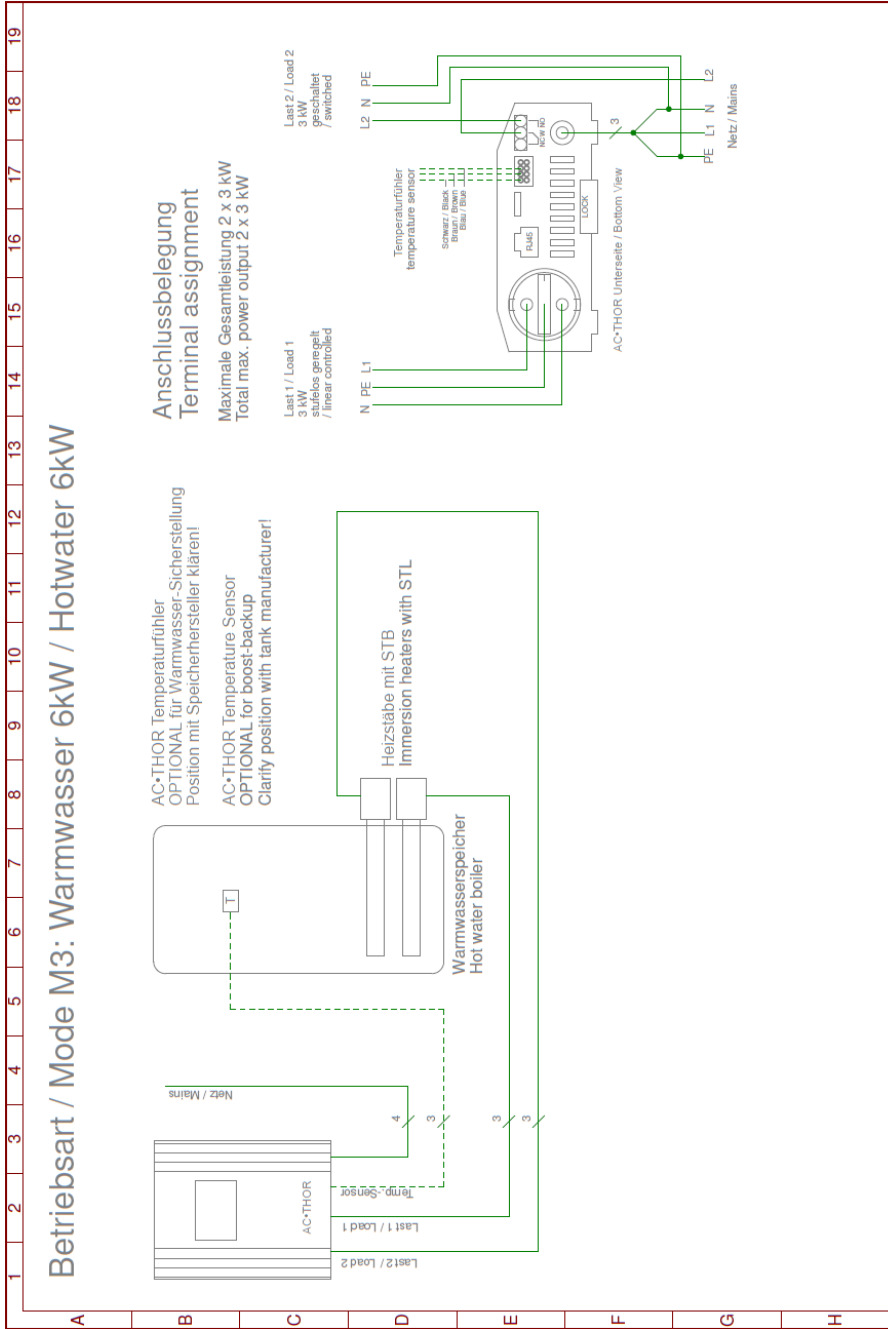 1 2 3 4 5 6 7 8 9 10 11 12 13 14 15 16 17 18 19
A
B
C
D
E
F
G
H
Betriebsart / Mode M3: Warmwasser 6kW / Hotwater 6kW
AC•THOR
Last 2 / Load 2
Last 1 / Load 1
Temp.-Sensor
Netz / Mains
4
3
3
3
T
AC•THOR Temperaturfühler
OPTIONAL für Warmwasser-Sicherstellung
Position mit Speicherhersteller klären!
AC•THOR Temperature Sensor
OPTIONAL for boost-backup
Clarify position with tank manufacturer!
Heizstäbe mit STB
Immersion heaters with STL
Warmwasserspeicher
Hot water boiler
Anschlussbelegung
Terminal assignment
Maximale Gesamtleistung 2 x 3 kW
Total max. power output 2 x 3 kW
Last 1 / Load 1
3 kW
stufelos geregelt
/ linear controlled
N PE L1
Last 2 / Load 2
3 kW
geschaltet
/ switched
L2 N PE
Temperaturfühler
temperature sensor
Schwarz / Black
Braun / Brown
Blau / Blue
RJ45
NC W NO
LOCK
3
AC•THOR Unterseite / Bottom View
PE L1 N L2
Netz / Mains